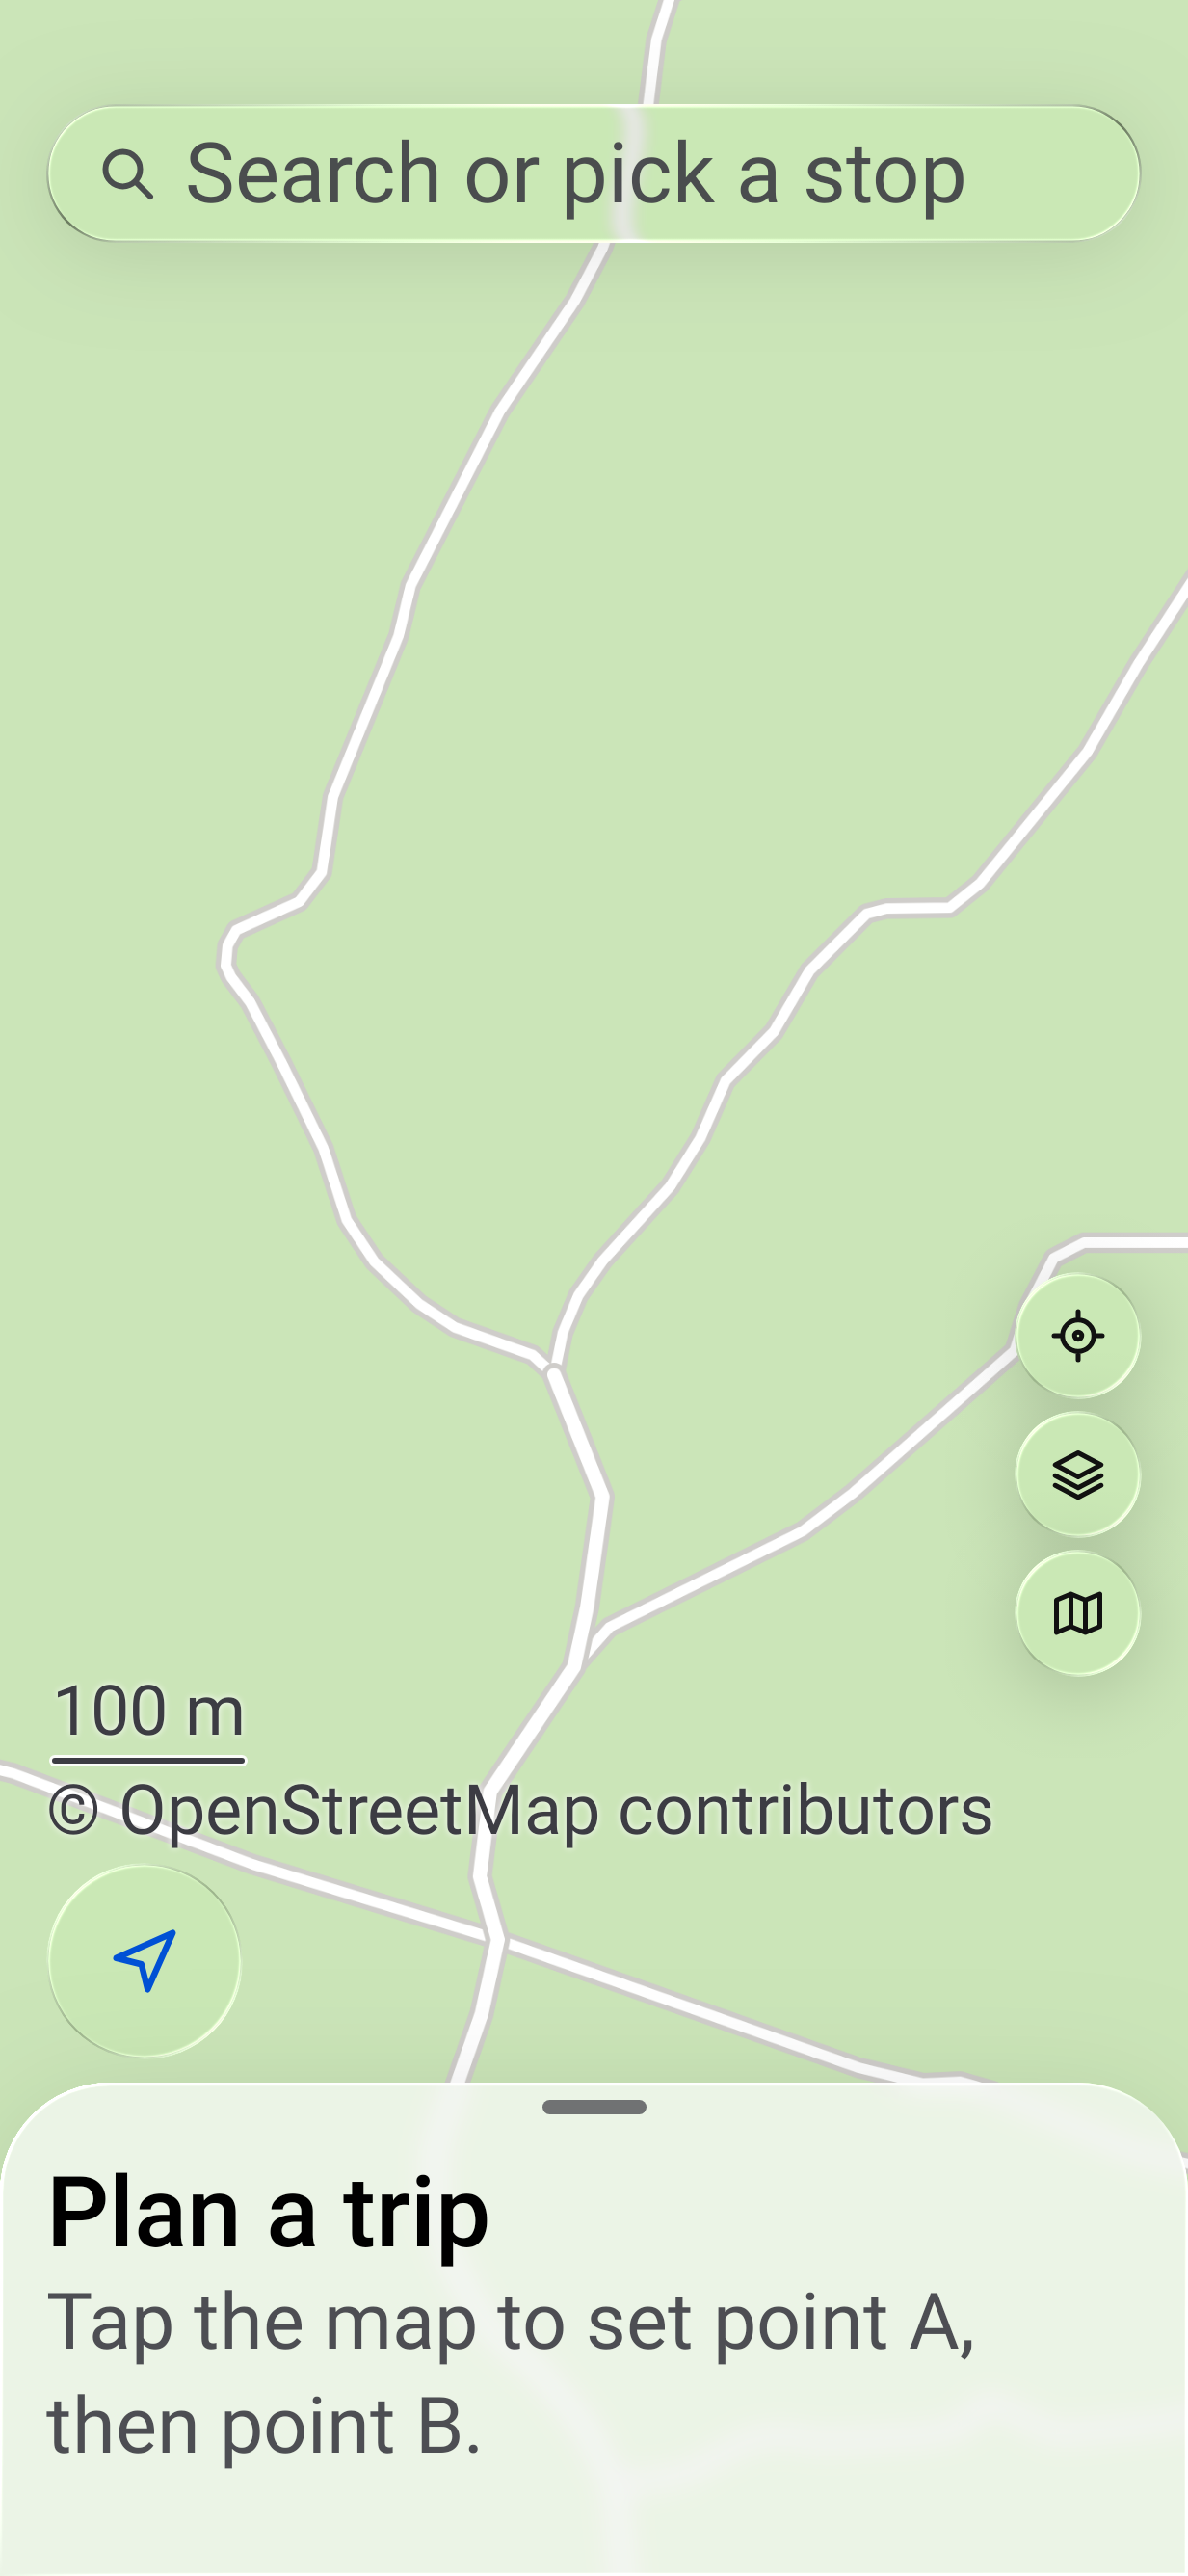 Search or pick a stop
100 m
© OpenStreetMap contributors
Plan a trip
Tap the map to set point A,
then point B.